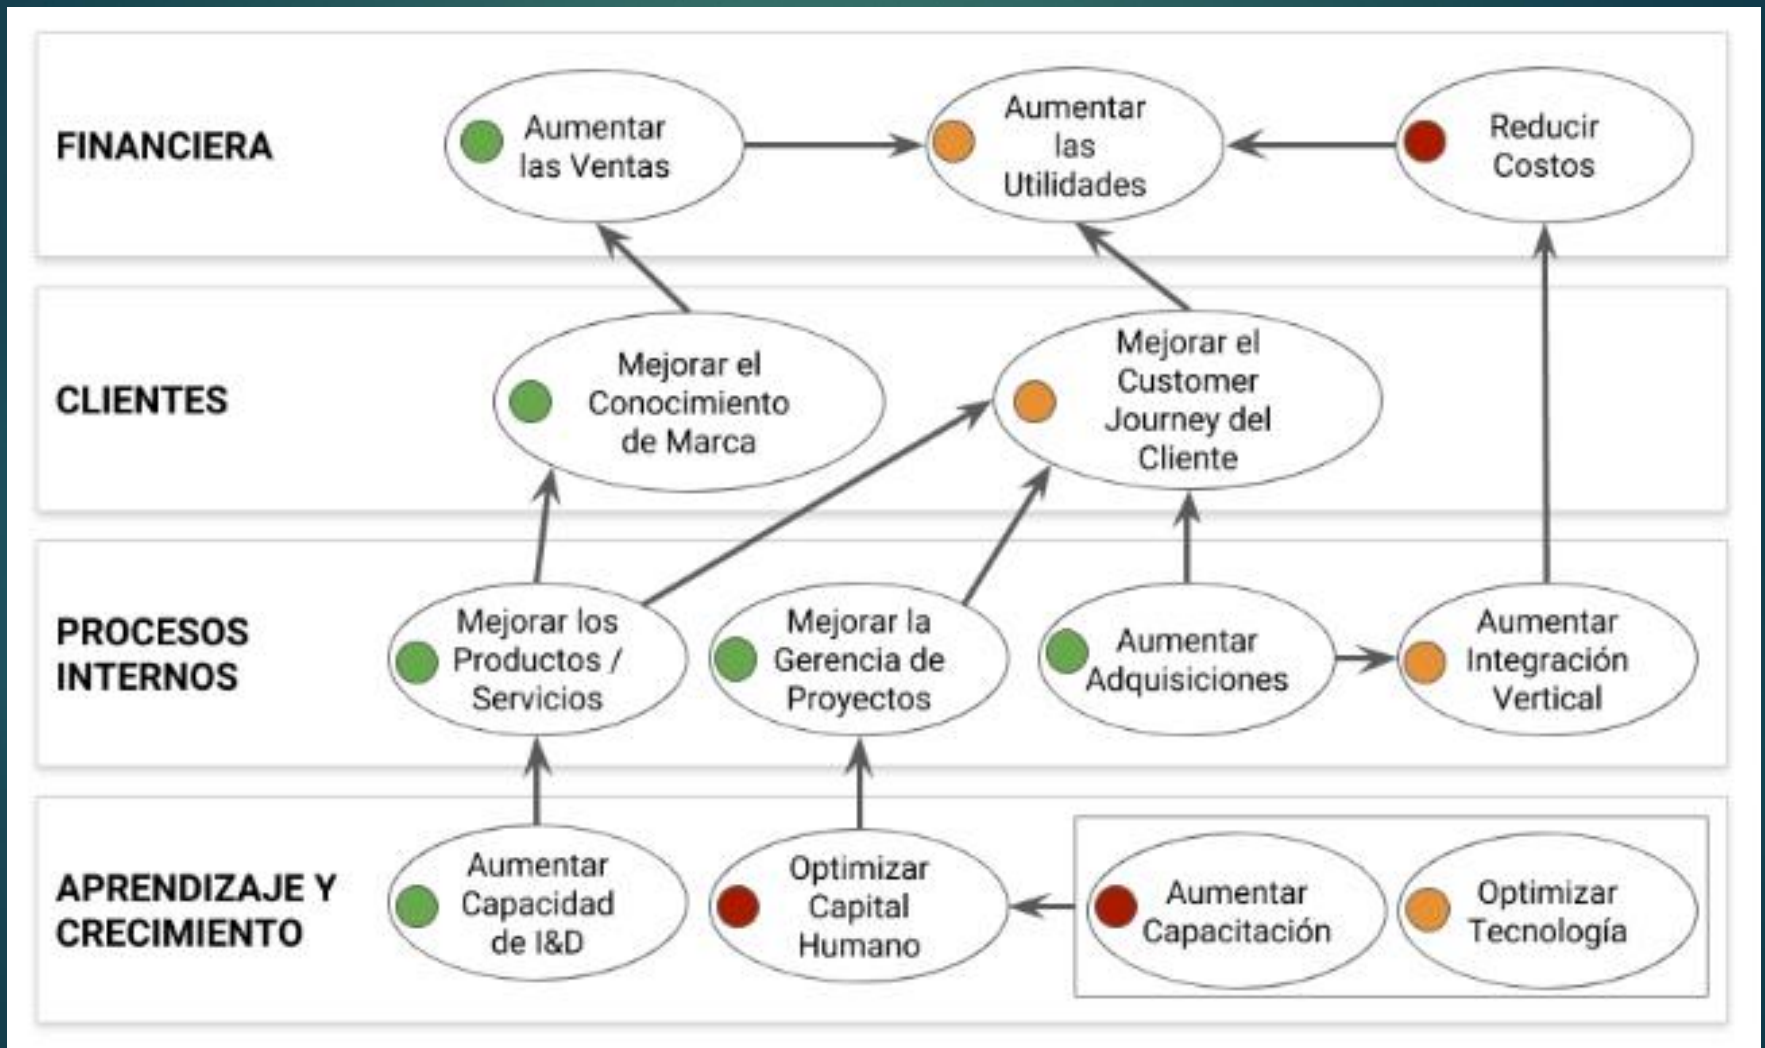 FINANCIERA
Aumentar
las Ventas
Aumentar
las
Utilidades
Reducir
Costos
CLIENTES
Mejorar el
Conocimiento
de Marca
Mejorar el
Customer
Journey del
Cliente
PROCESOS
INTERNOS
Mejorar los
Productos /
Servicios
Mejorar la
Gerencia de
Proyectos
Aumentar
Adquisiciones
Aumentar
Integración
Vertical
APRENDIZAJE Y
CRECIMIENTO
Aumentar
Capacidad
de I&D
Optimizar
Capital
Humano
Aumentar
Capacitación
Optimizar
Tecnología